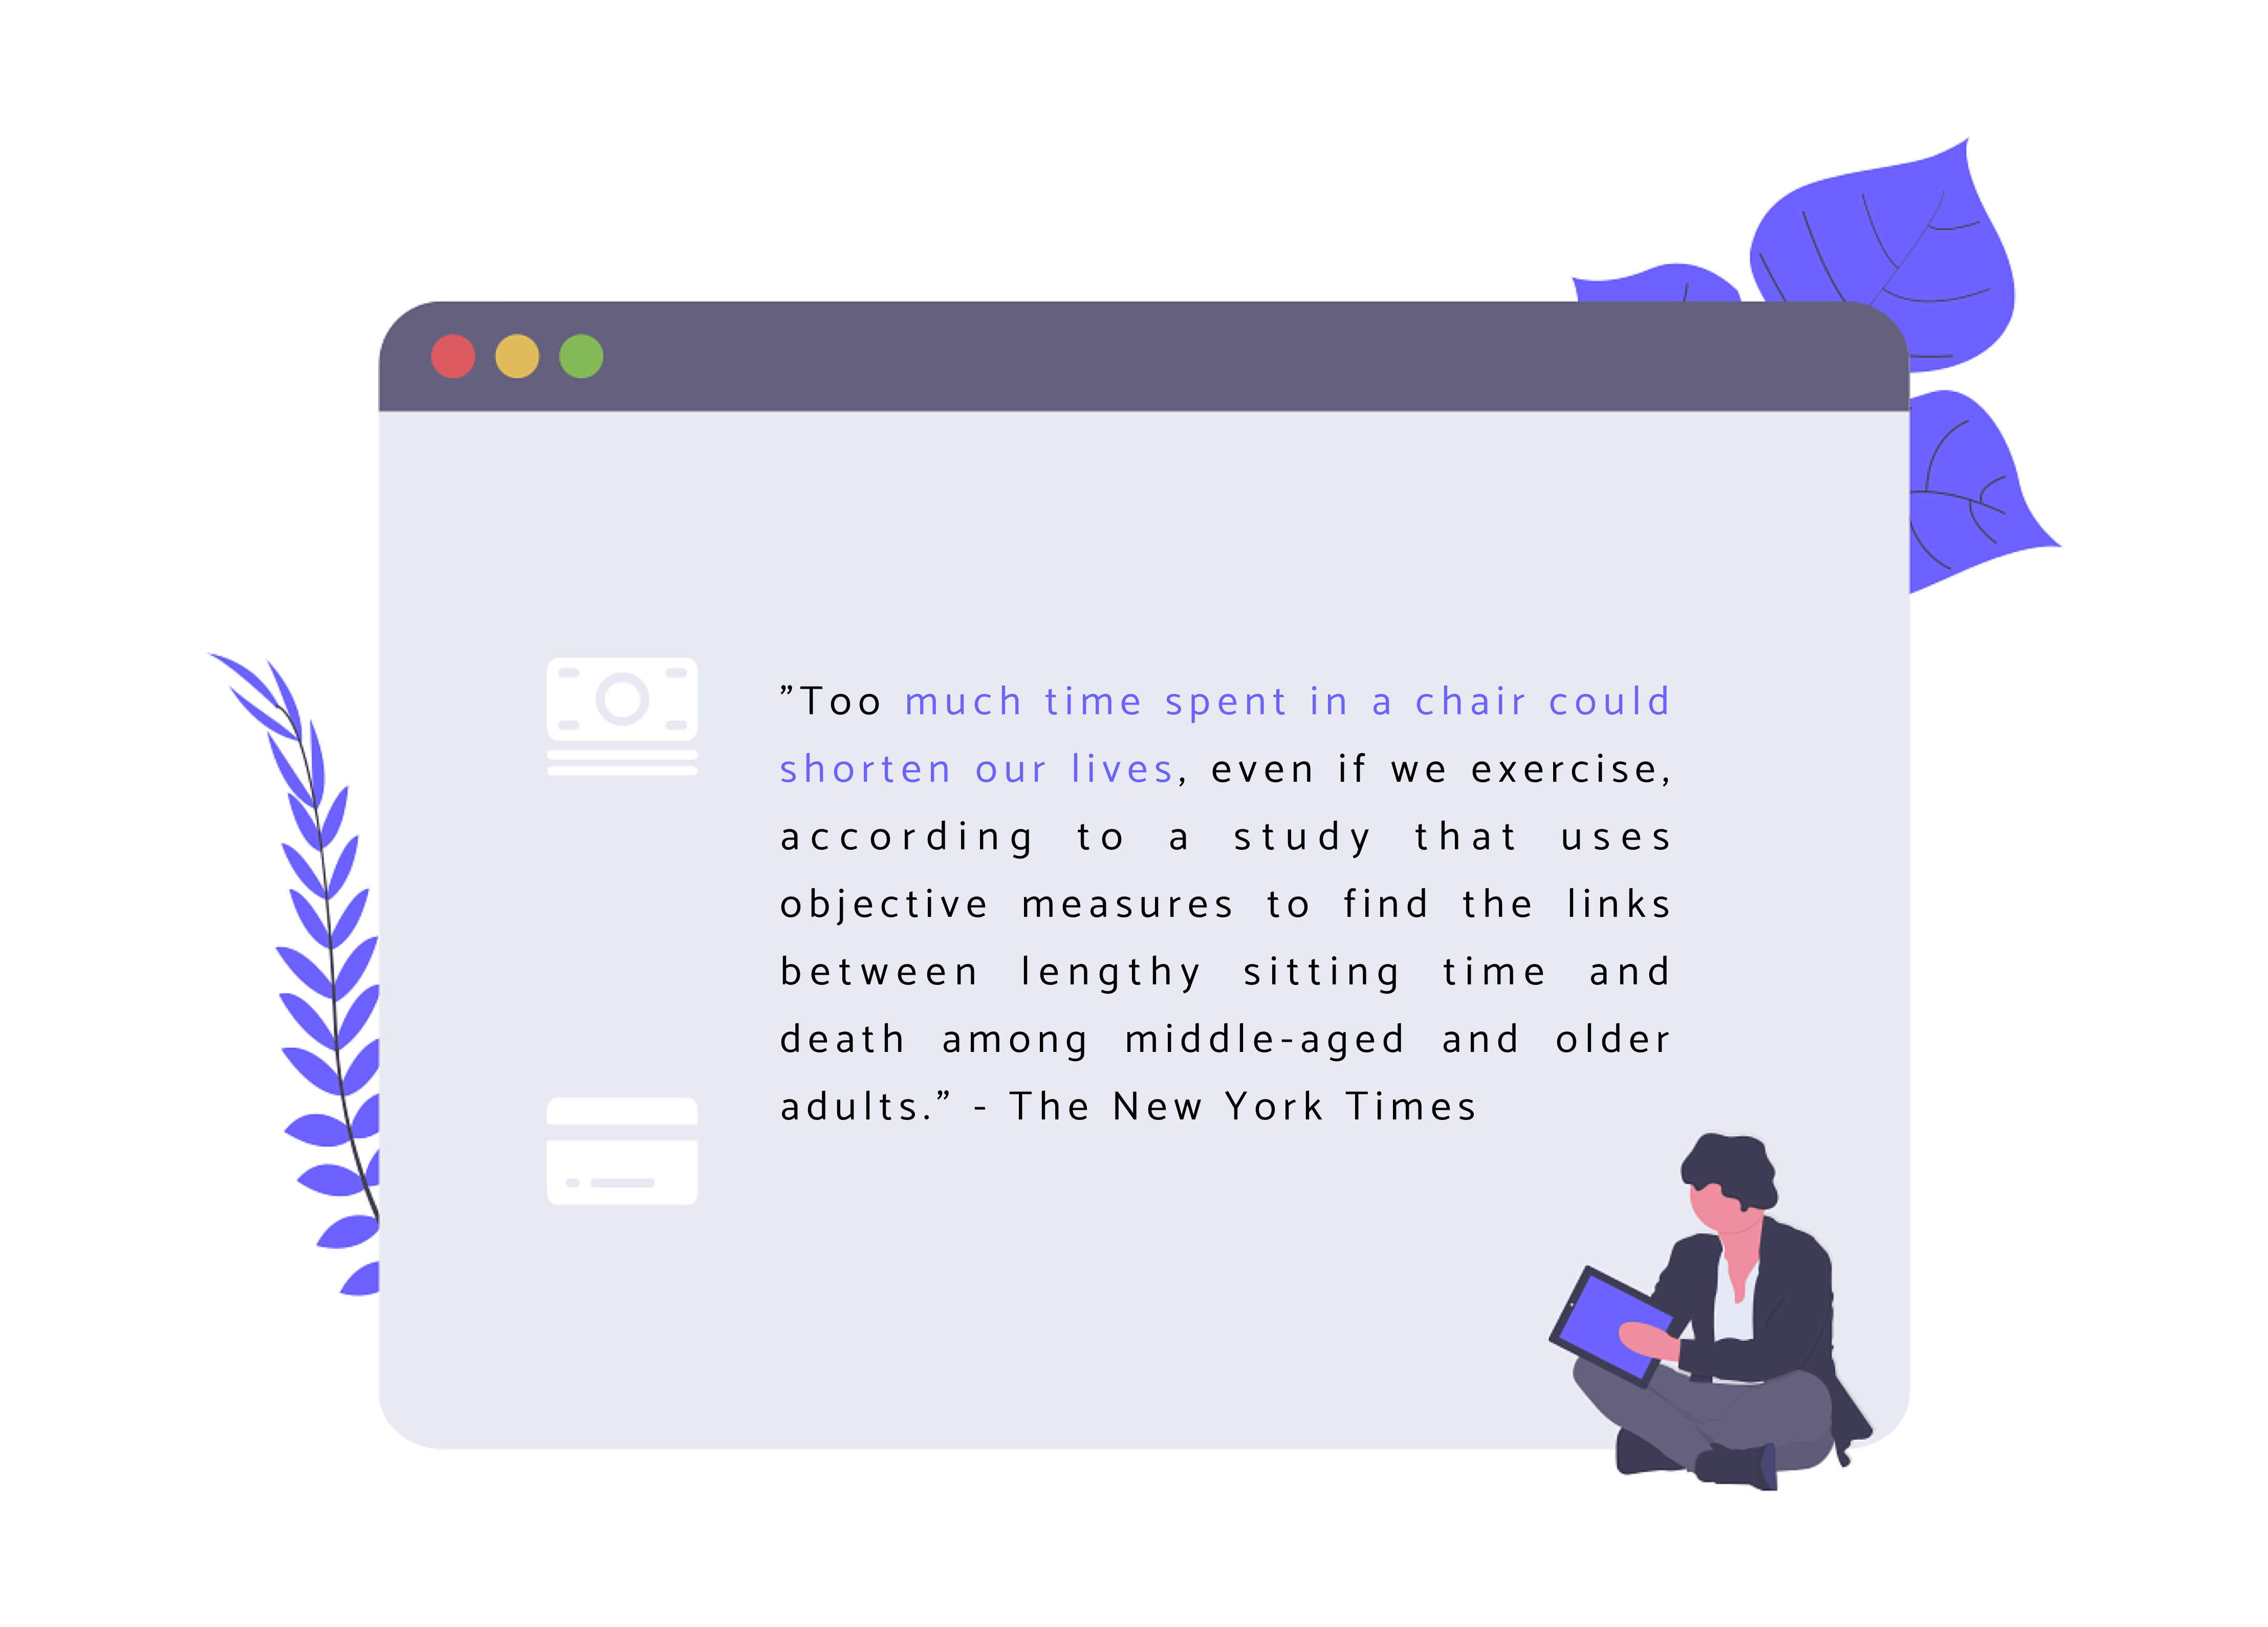 ”Too much time spent in a chair could
shorten our lives, even if we exercise,
according to a study that uses
objective measures to find the links
between lengthy sitting time and
death among middle-aged and older
adults.” - The New York Times